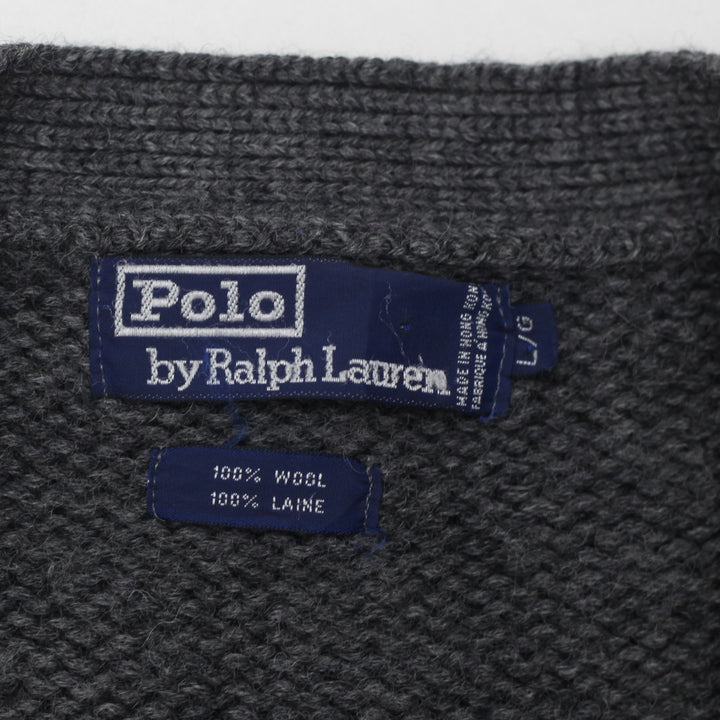 Polo
by Ralph Lauren
MADE IN HONG KONG
FABRIQUE À HONG KONG
L/G
100% WOOL
100% LAINE